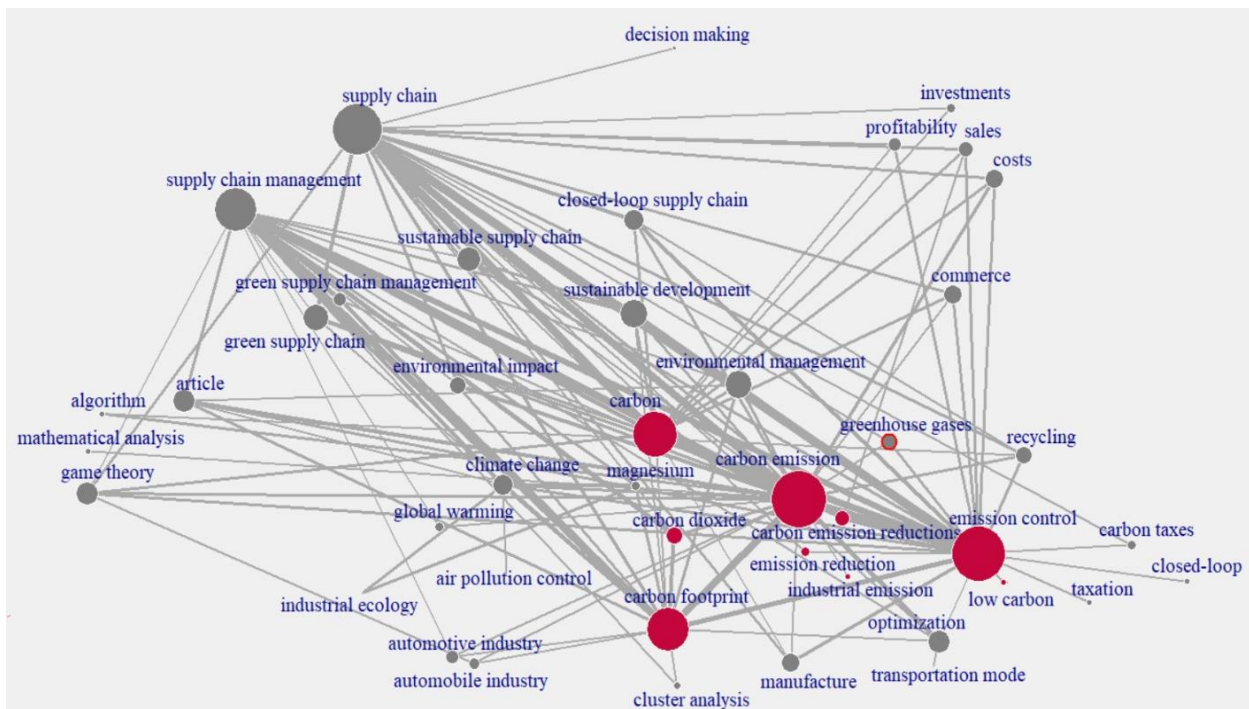 decision making
supply chain
investments
profitability
sales
costs
supply chain management
closed-loop supply chain
sustainable supply chain
green supply chain management
sustainable development
commerce
green supply chain
environmental impact
environmental management
article
carbon
algorithm
greenhouse gases
mathematical analysis
recycling
carbon emission
climate change
game theory
magnesium
global warming
carbon dioxide
carbon emission reductions
emission control
carbon taxes
air pollution control
emission reduction
closed-loop
industrial emission
low carbon
taxation
industrial ecology
carbon footprint
optimization
automotive industry
automobile industry
manufacture
transportation mode
cluster analysis